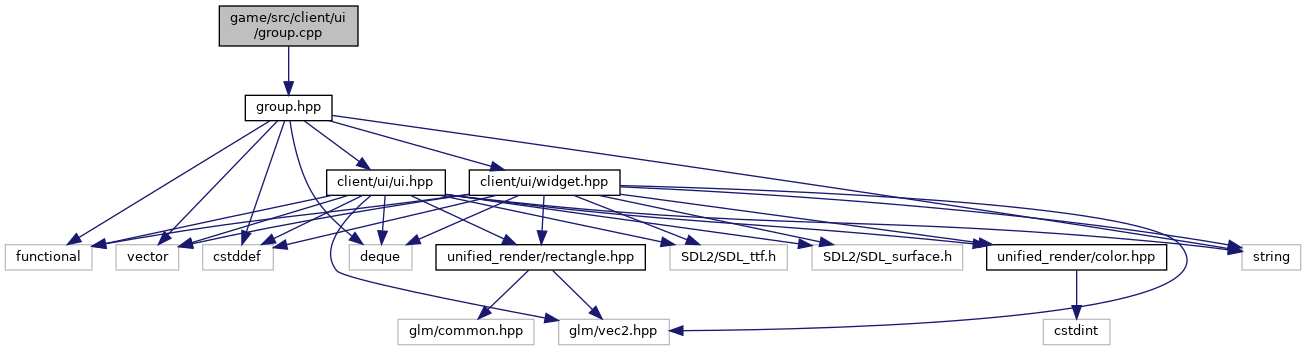 game/src/client/ui
/group.cpp
group.hpp
client/ui/ui.hpp
client/ui/widget.hpp
functional
vector
cstddef
deque
unified_render/rectangle.hpp
SDL2/SDL_ttf.h
SDL2/SDL_surface.h
unified_render/color.hpp
string
glm/common.hpp
glm/vec2.hpp
cstdint